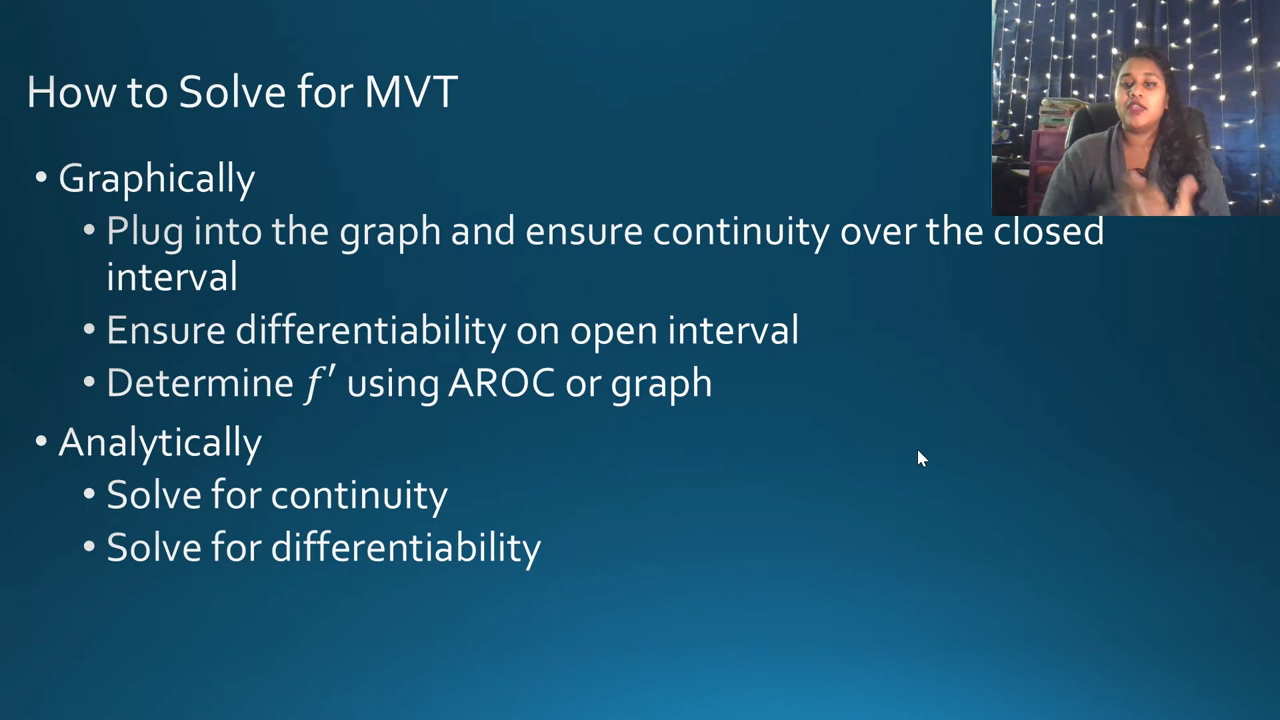 How to Solve for MVT
• Graphically
• Plug into the graph and ensure continuity over the closed
interval
• Ensure differentiability on open interval
• Determine f′ using AROC or graph
• Analytically
• Solve for continuity
• Solve for differentiability